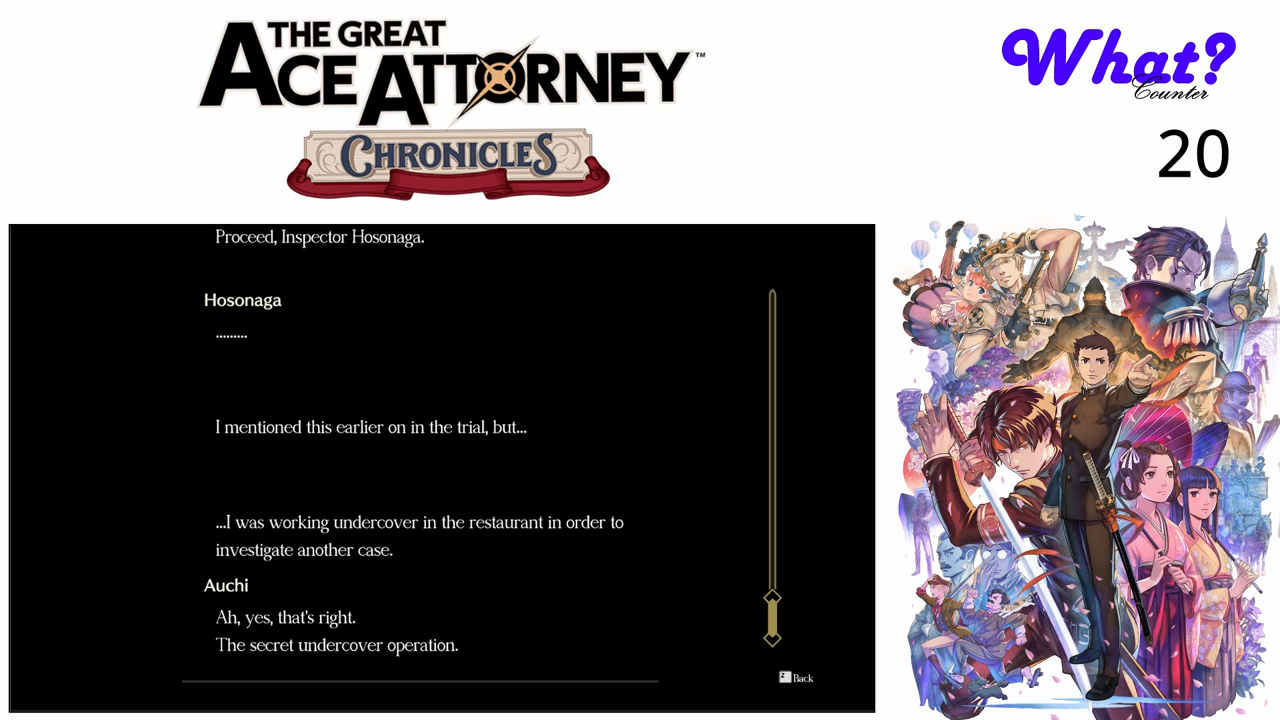 THE GREAT
ACE ATTORNEY™
CHRONICLES
What?
Counter
20
Proceed, Inspector Hosonaga.
Hosonaga
.........
I mentioned this earlier on in the trial, but...
...I was working undercover in the restaurant in order to
investigate another case.
Auchi
Ah, yes, that's right.
The secret undercover operation.
Z Back